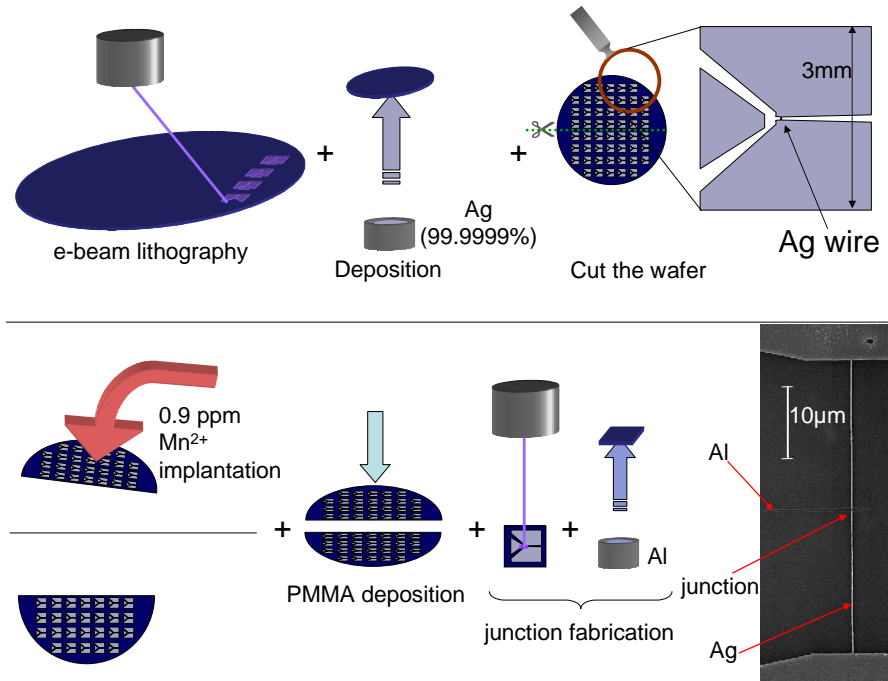 3mm
+
+
Ag
(99.9999%)
e-beam lithography
Deposition
Cut the wafer
Ag wire
0.9 ppm
Mn²⁺
implantation
10µm
Al
+
+
+
Al
PMMA deposition
junction
junction fabrication
Ag